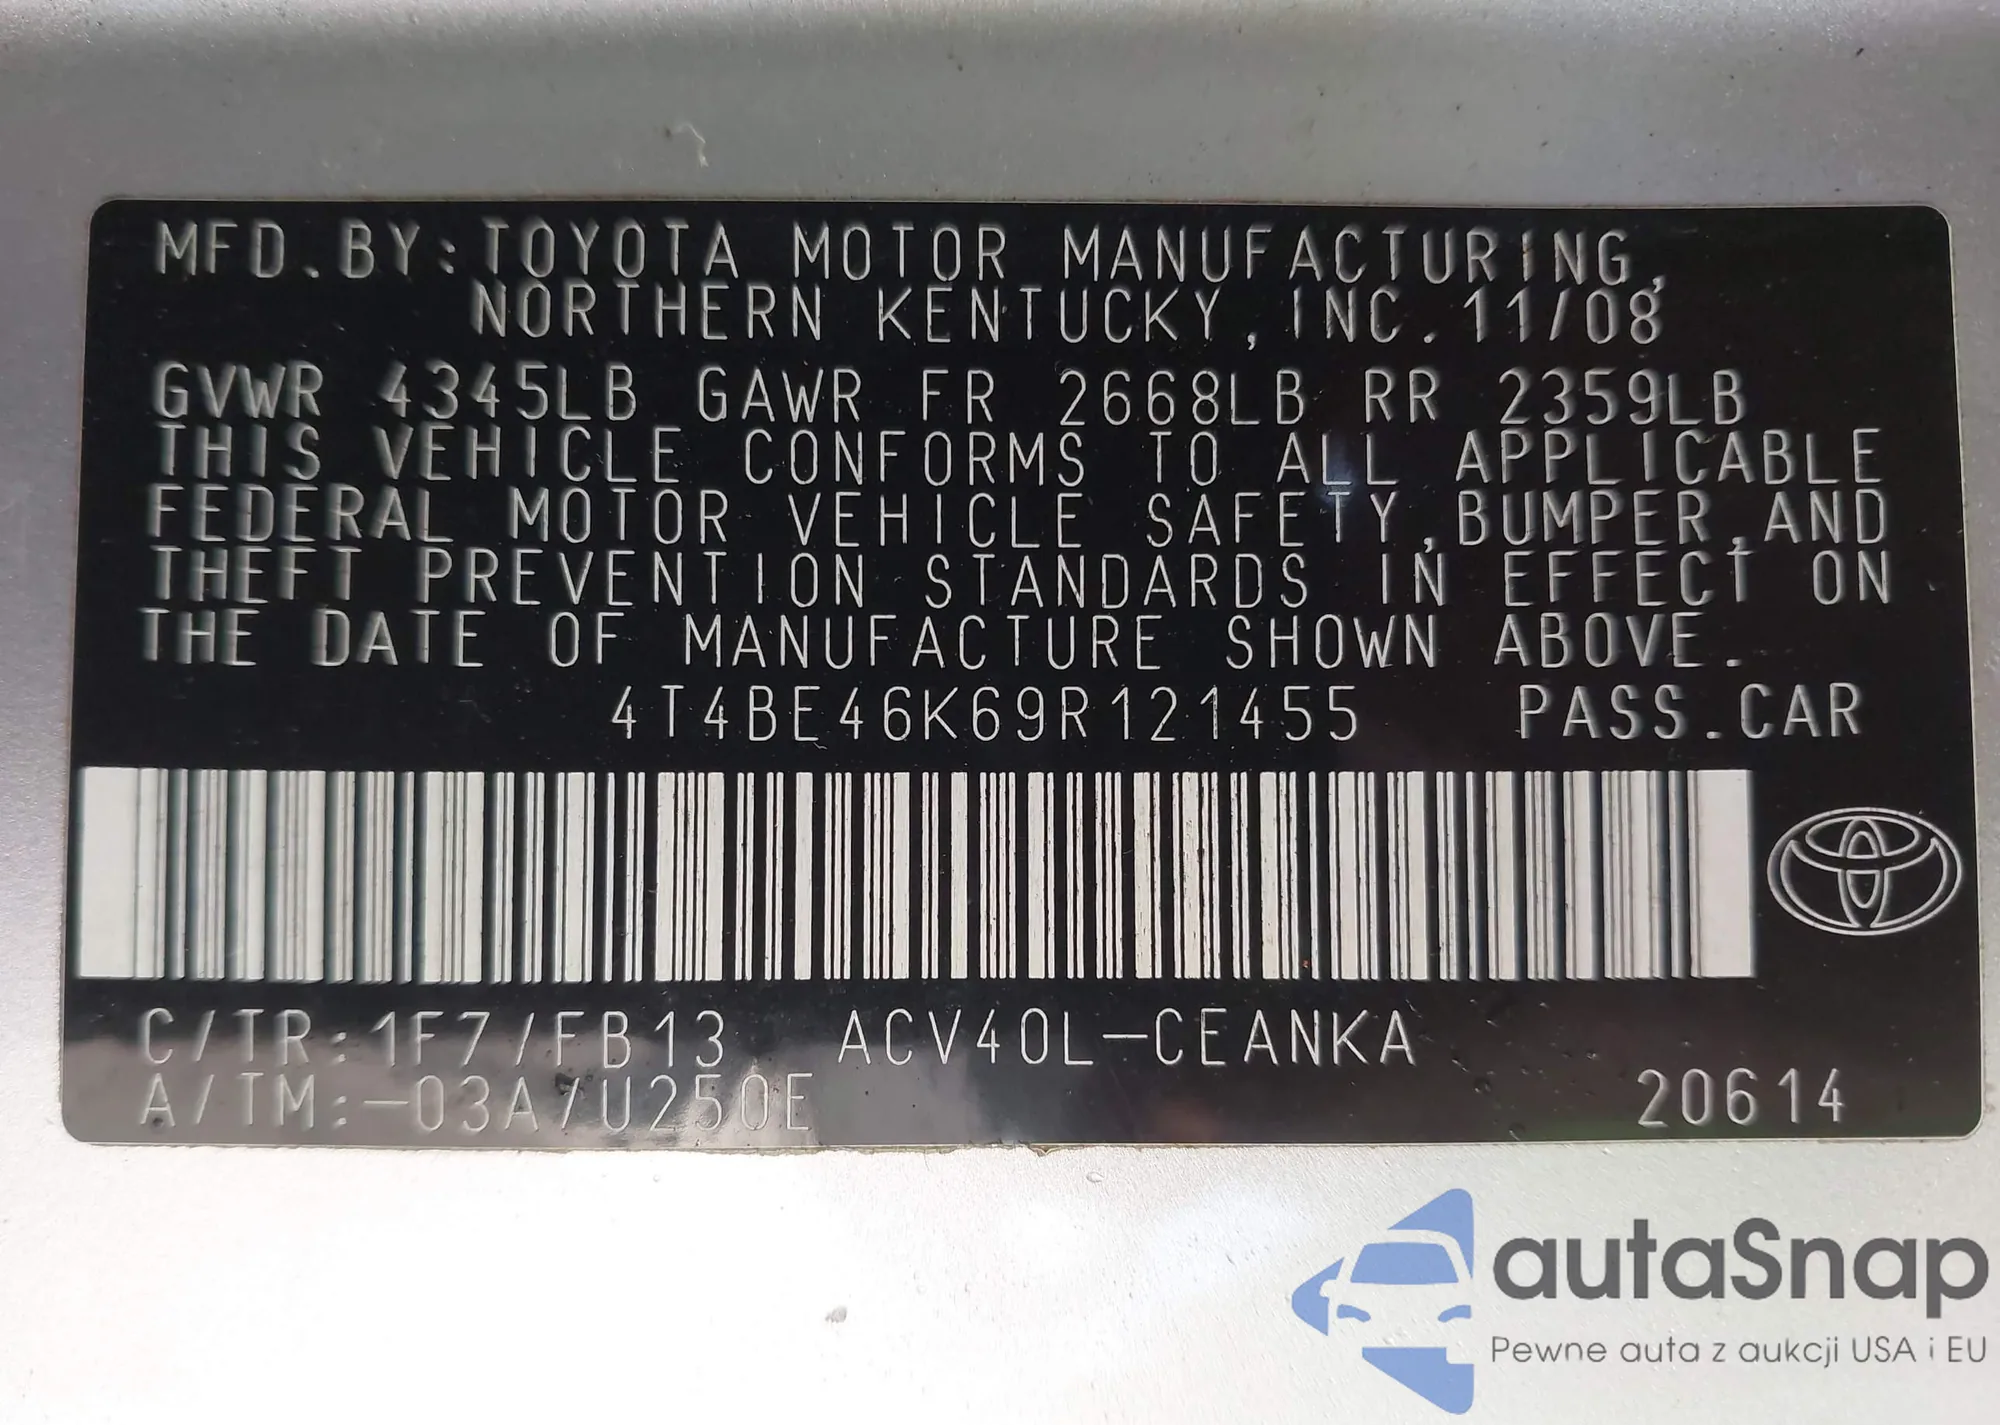 MFD.BY:TOYOTA MOTOR MANUFACTURING,
NORTHERN KENTUCKY,INC.11/08
GVWR 4345LB GAWR FR 2668LB RR 2359LB
THIS VEHICLE CONFORMS TO ALL APPLICABLE
FEDERAL MOTOR VEHICLE SAFETY,BUMPER,AND
THEFT PREVENTION STANDARDS IN EFFECT ON
THE DATE OF MANUFACTURE SHOWN ABOVE.
4T4BE46K69R121455 PASS.CAR
C/TR:1F7/FB13 ACV40L-CEANKA
A/TM:-03A/U250E 20614
autaSnap
Pewne auta z aukcji USA i EU